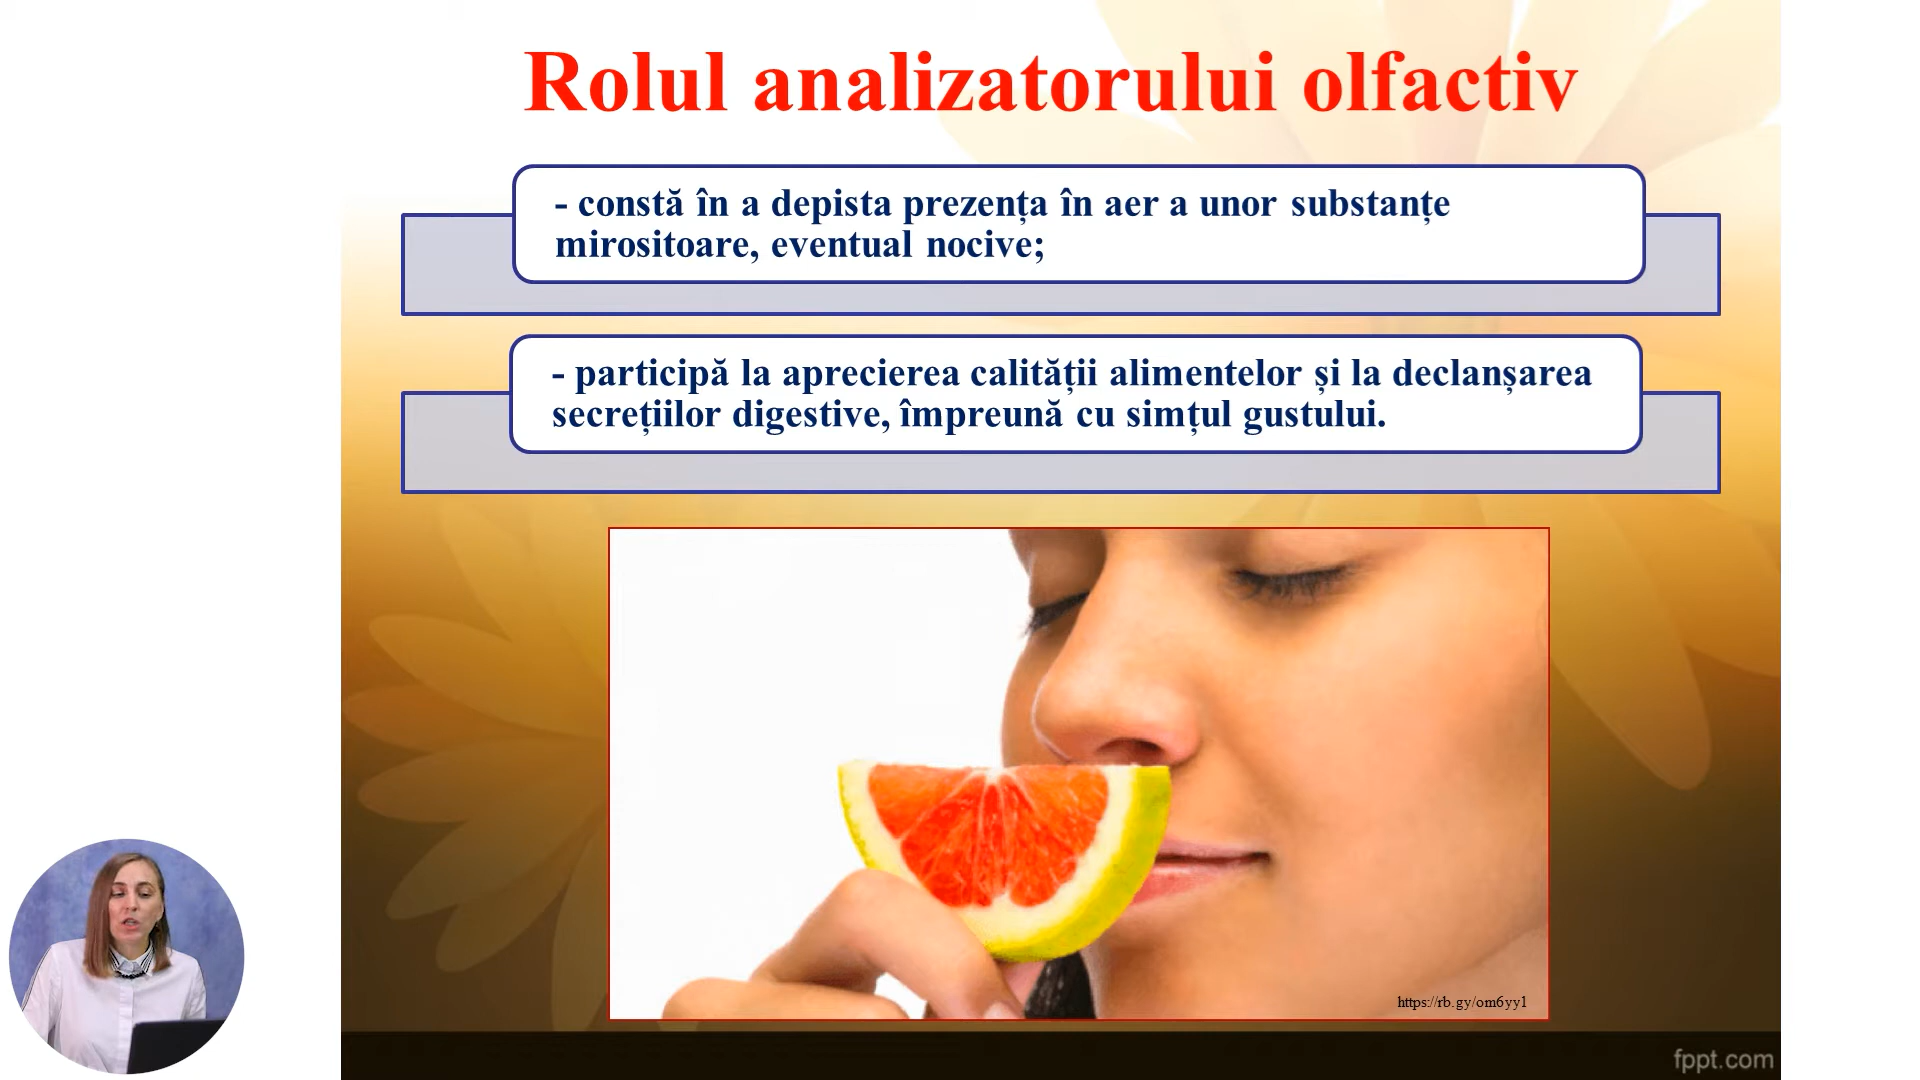 Rolul analizatorului olfactiv
- constă în a depista prezența în aer a unor substanțe
mirositoare, eventual nocive;
- participă la aprecierea calității alimentelor și la declanșarea
secrețiilor digestive, împreună cu simțul gustului.
https://rb.gy/om6yy1
fppt.com